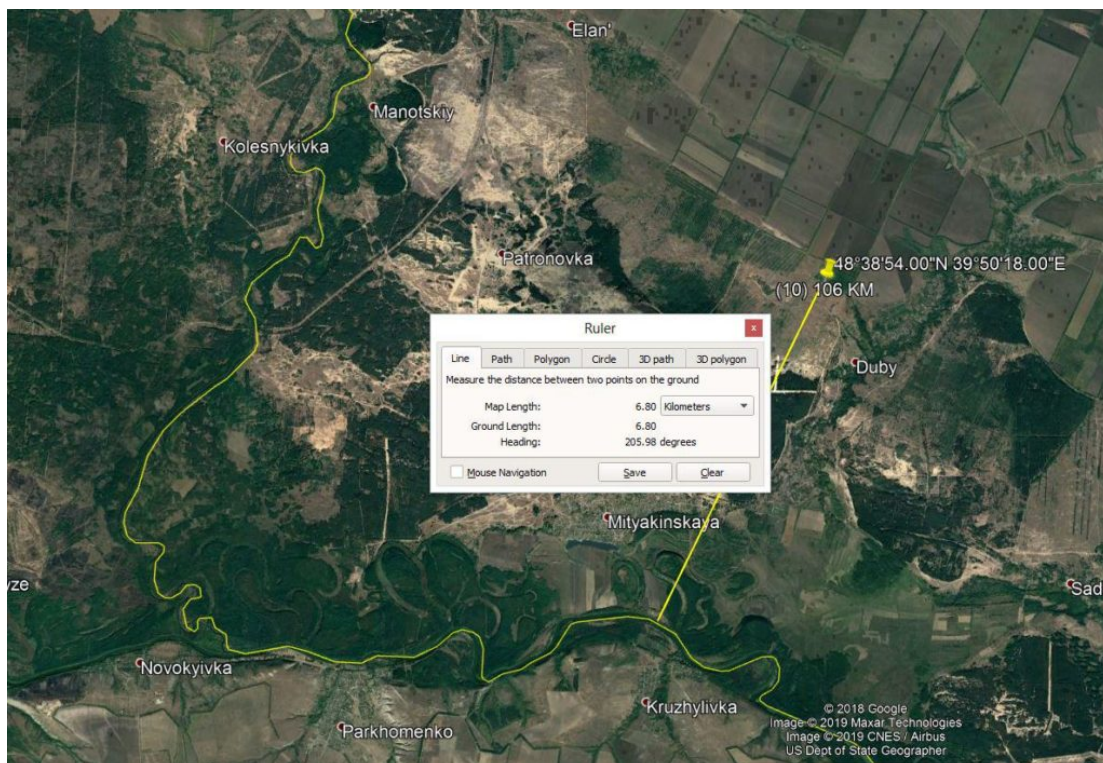 Elan'
Manotskiy
Kolesnykivka
Patronovka
48°38'54.00"N 39°50'18.00"E
(10) 106 KM
Ruler
x
Line Path Polygon Circle 3D path 3D polygon
Measure the distance between two points on the ground
Map Length: 6.80 Kilometers
Ground Length: 6.80
Heading: 205.98 degrees
Mouse Navigation Save Clear
Duby
Mityakinskaya
yze
Sad
Novokyivka
Kruzhylivka
Parkhomenko
© 2018 Google
Image © 2019 Maxar Technologies
Image © 2019 CNES / Airbus
US Dept of State Geographer